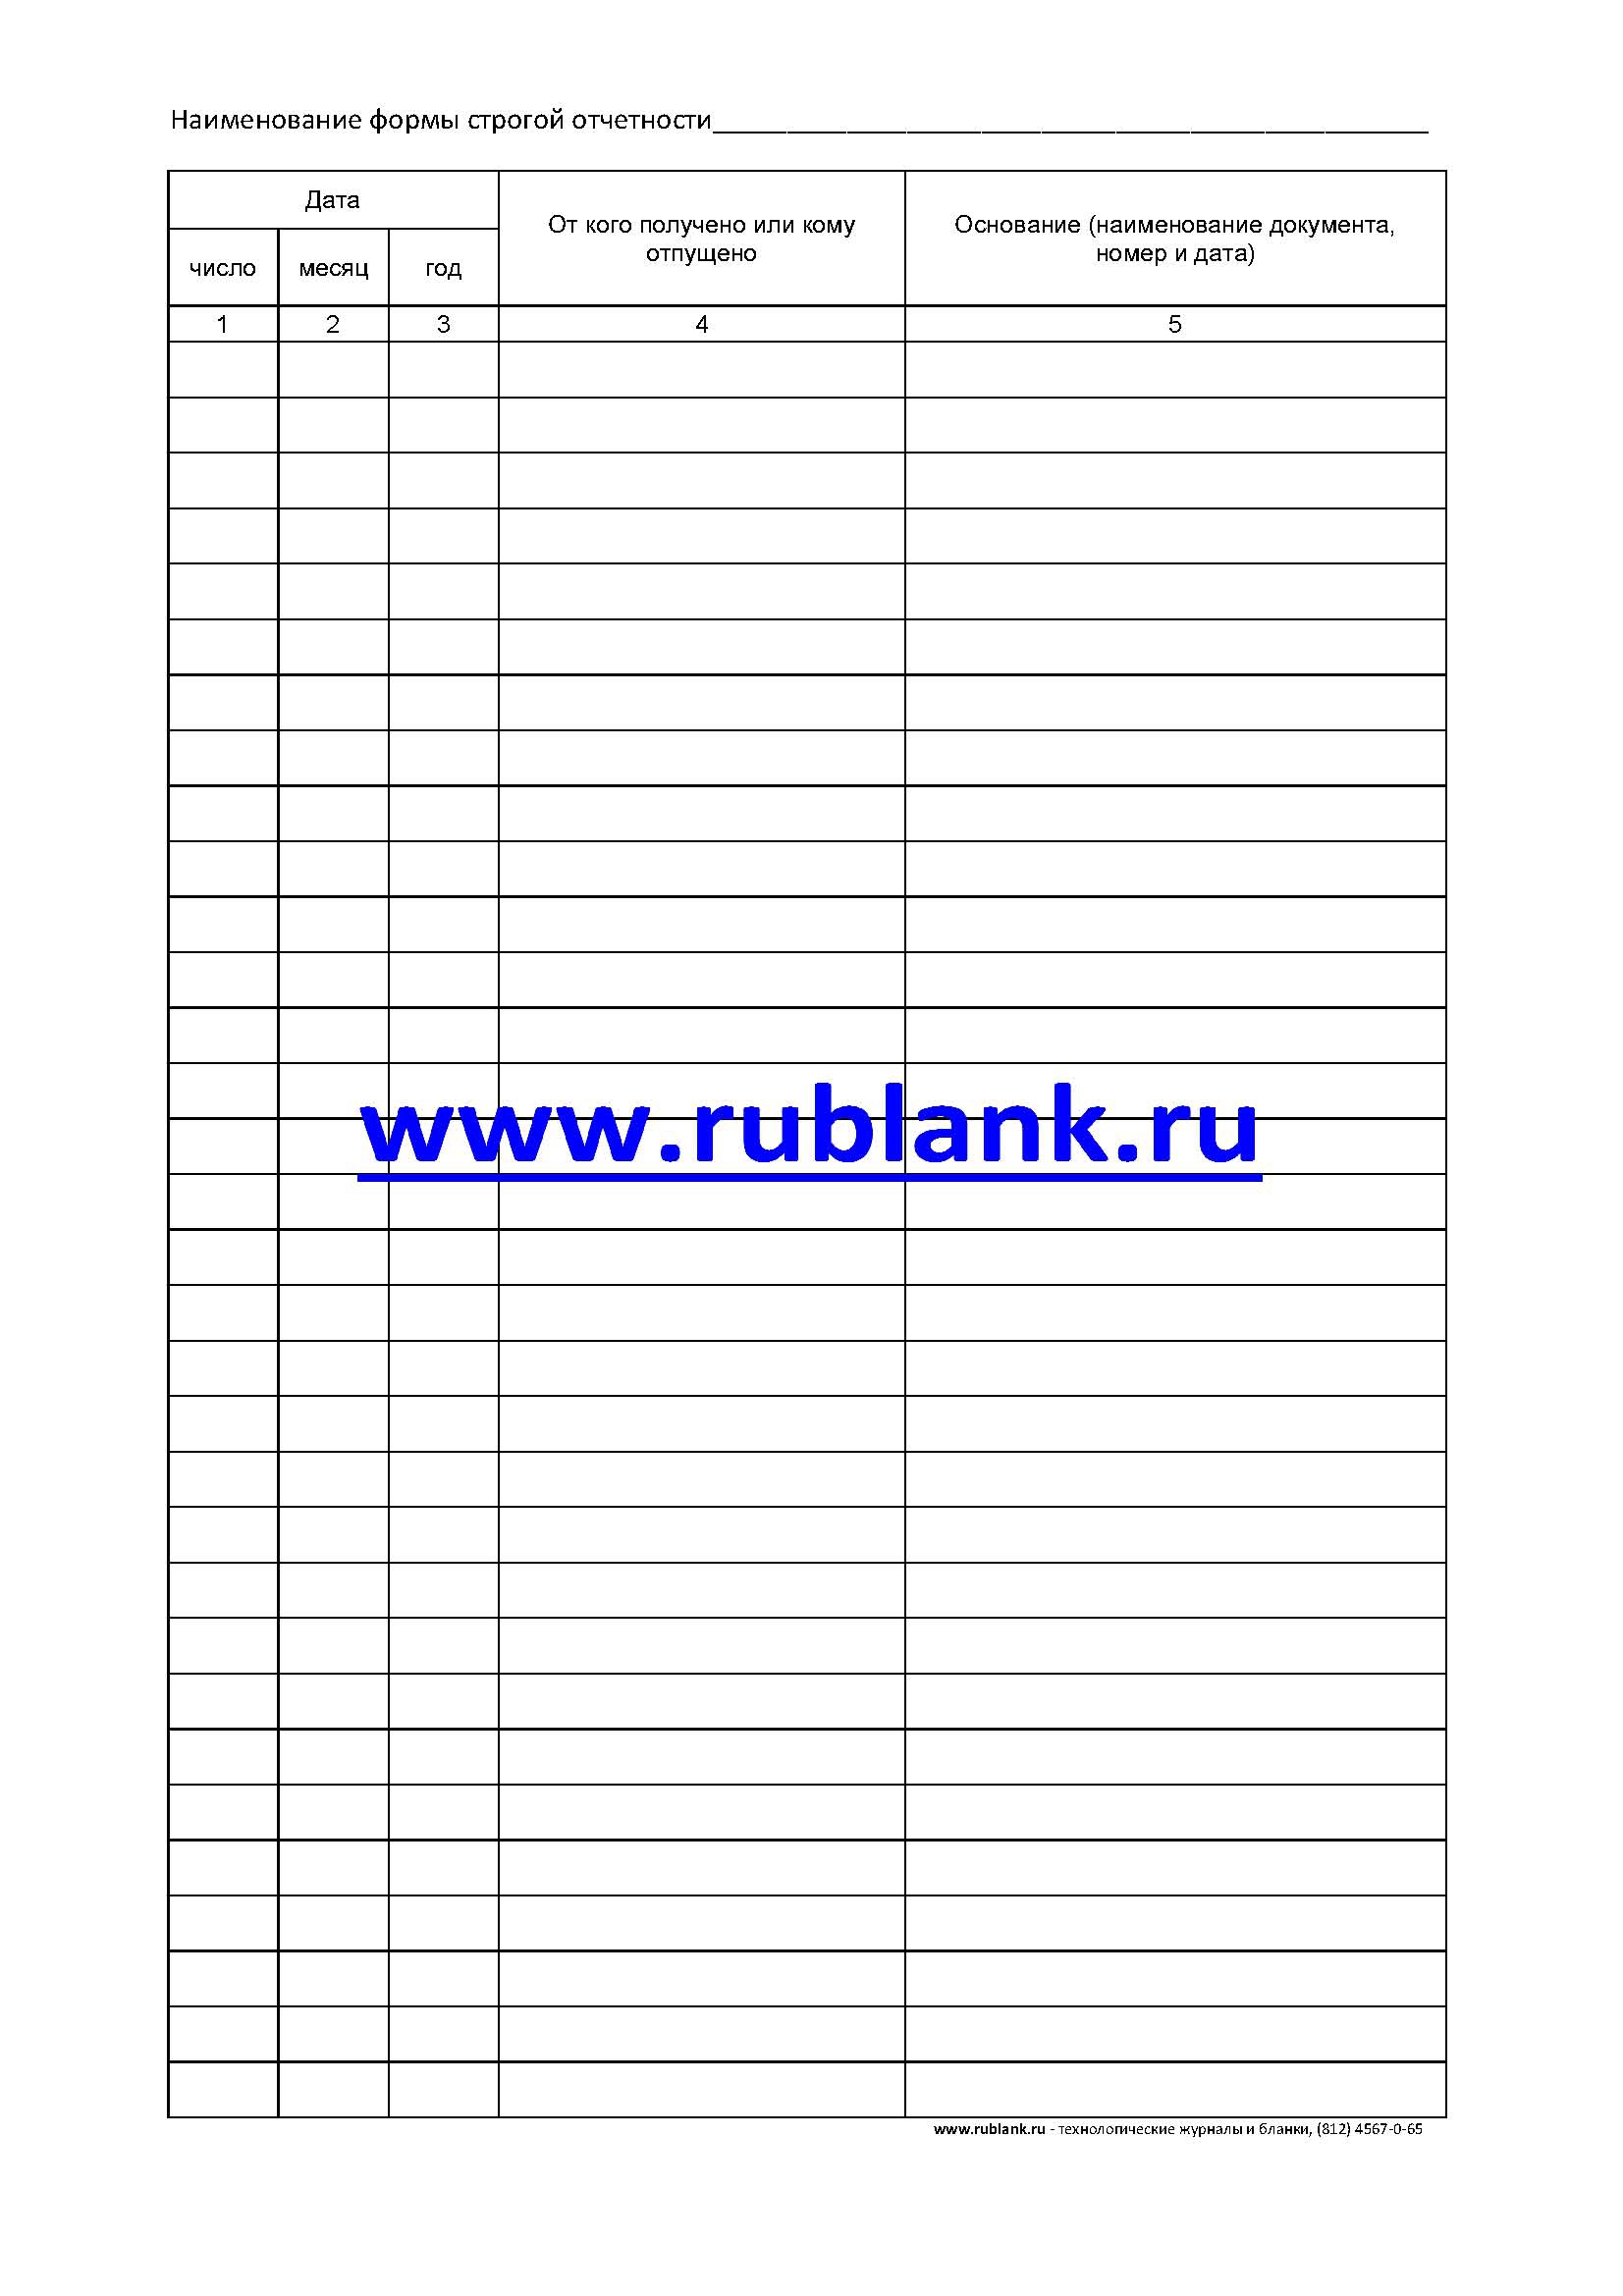 Наименование формы строгой отчетности
Дата
От кого получено или кому
отпущено
Основание (наименование документа,
номер и дата)
число месяц год
1 2 3 4 5
www.rublank.ru
www.rublank.ru - технологические журналы и бланки, (812) 4567-0-65